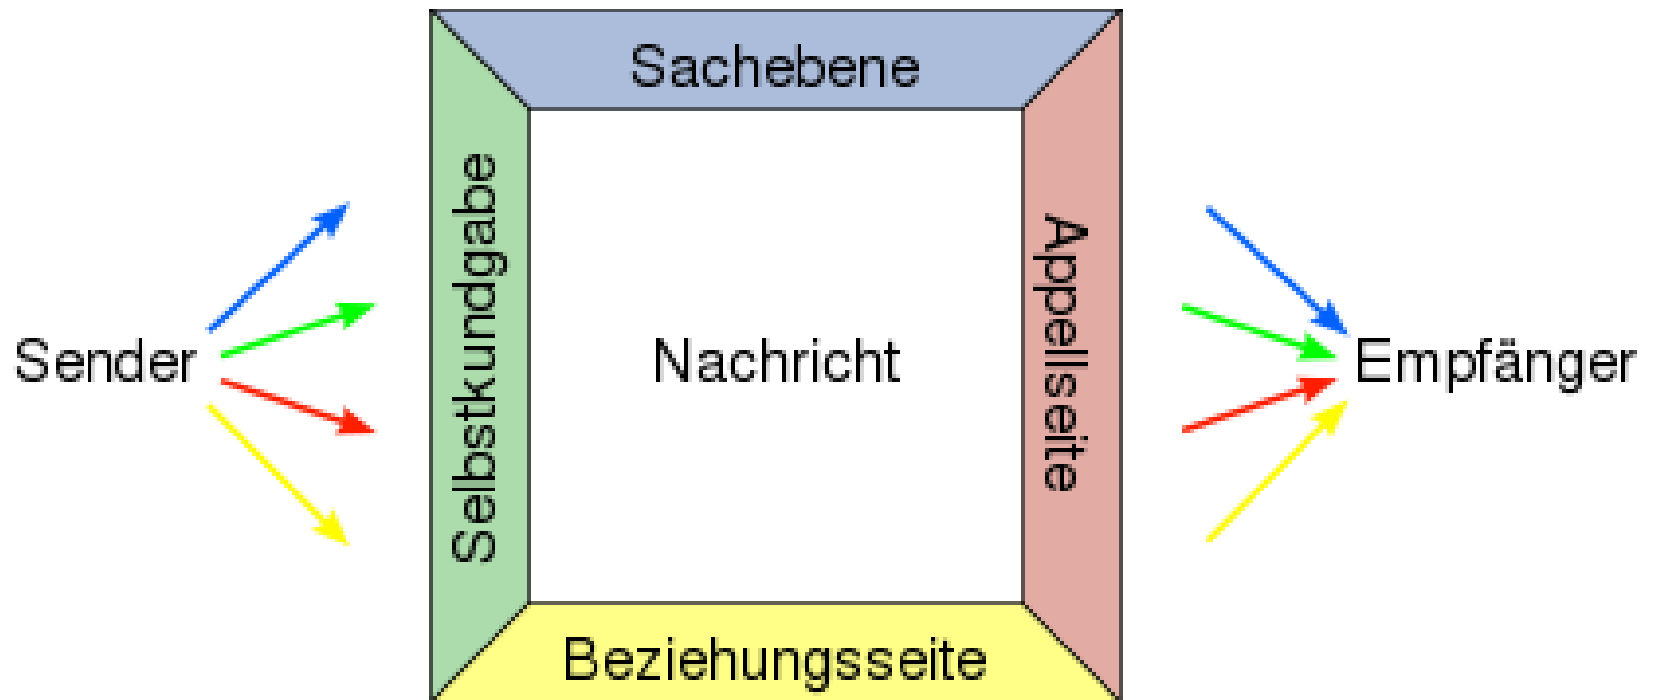 Sachebene
Sender
Selbstkundgabe
Nachricht
Appellseite
Empfänger
Beziehungsseite